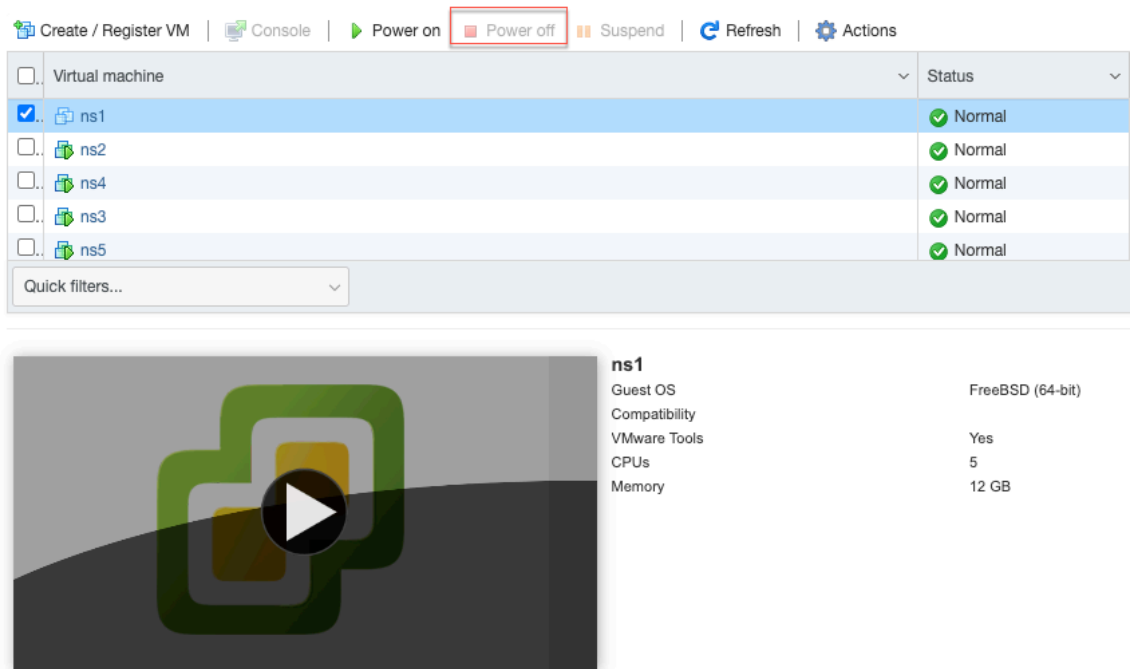 Create / Register VM | Console | Power on Power off Suspend | Refresh | Actions
Virtual machine Status
ns1 Normal
ns2 Normal
ns4 Normal
ns3 Normal
ns5 Normal
Quick filters...
ns1
Guest OS FreeBSD (64-bit)
Compatibility
VMware Tools Yes
CPUs 5
Memory 12 GB